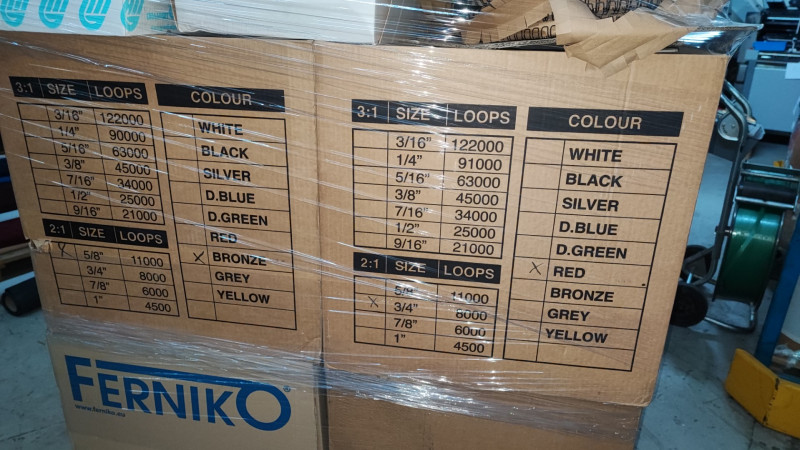 3:1 SIZE LOOPS COLOUR
3/16" 122000 WHITE
1/4" 90000 BLACK
5/16" 63000 SILVER
3/8" 45000 D.BLUE
7/16" 34000 D.GREEN
1/2" 25000 RED
9/16" 21000 X BRONZE
2:1 SIZE LOOPS GREY
X 5/8" 11000 YELLOW
3/4" 8000
7/8" 6000
1" 4500
3:1 SIZE LOOPS COLOUR
3/16" 122000 WHITE
1/4" 91000 BLACK
5/16" 63000 SILVER
3/8" 45000 D.BLUE
7/16" 34000 D.GREEN
1/2" 25000 X RED
9/16" 21000 BRONZE
2:1 SIZE LOOPS GREY
5/8" 11000 YELLOW
X 3/4" 8000
7/8" 6000
1" 4500
FERNIKO®
www.ferniko.eu